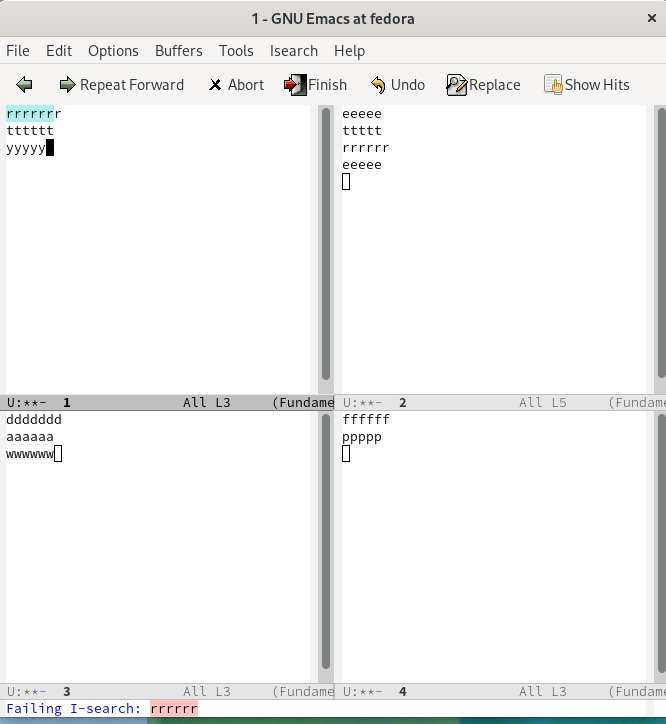 1 - GNU Emacs at fedora
×
File Edit Options Buffers Tools Isearch Help
Repeat Forward Abort Finish Undo Replace Show Hits
rrrrrrr
tttttt
yyyyy
U:**- 1 All L3 (Fundame
eeeee
ttttt
rrrrrr
eeeee
U:**- 2 All L5 (Fundame
ddddddd
aaaaaa
wwwwww
U:**- 3 All L3 (Fundame
ffffff
ppppp
U:**- 4 All L3 (Fundame
Failing I-search: rrrrrr